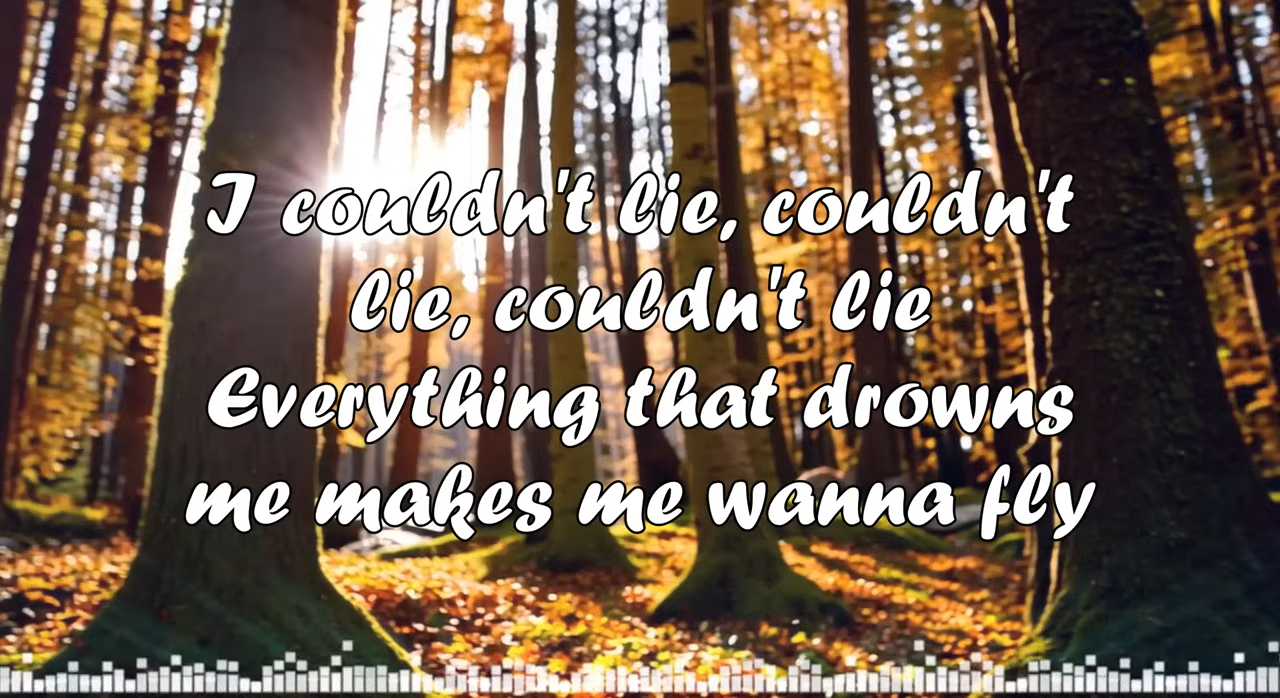 I couldn't lie, couldn't
lie, couldn't lie
Everything that drowns
me makes me wanna fly